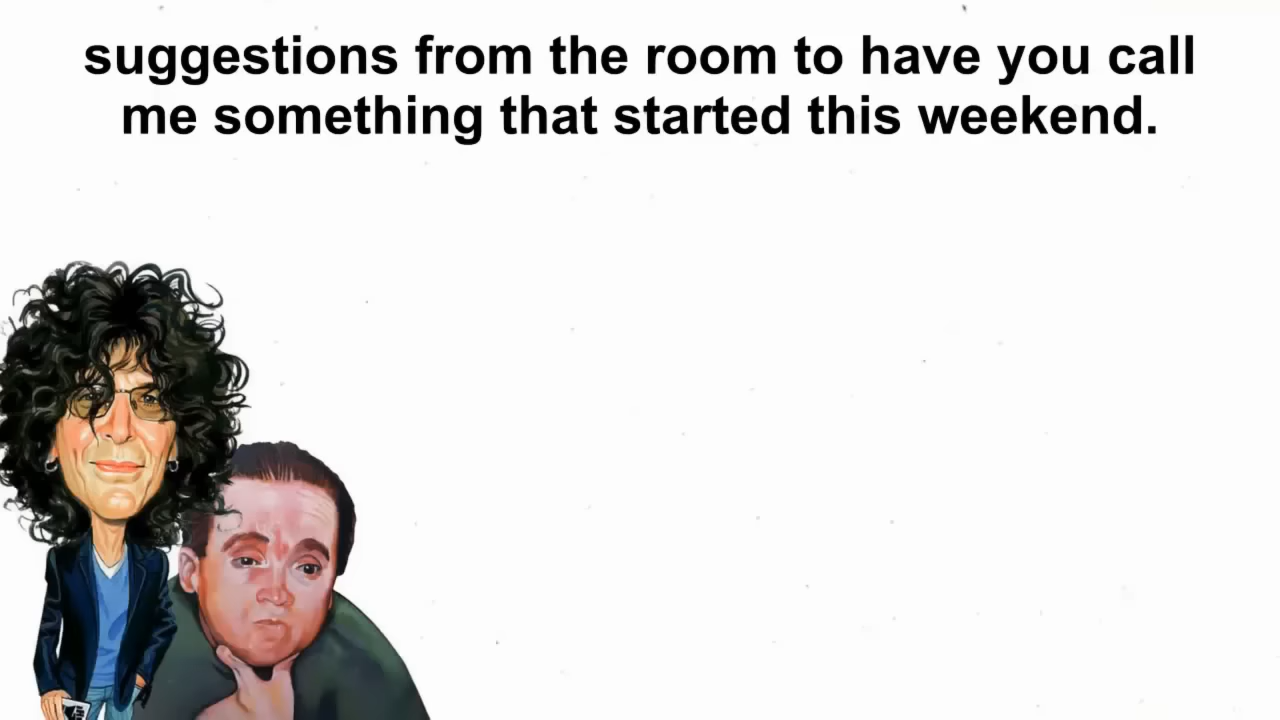 suggestions from the room to have you call
me something that started this weekend.